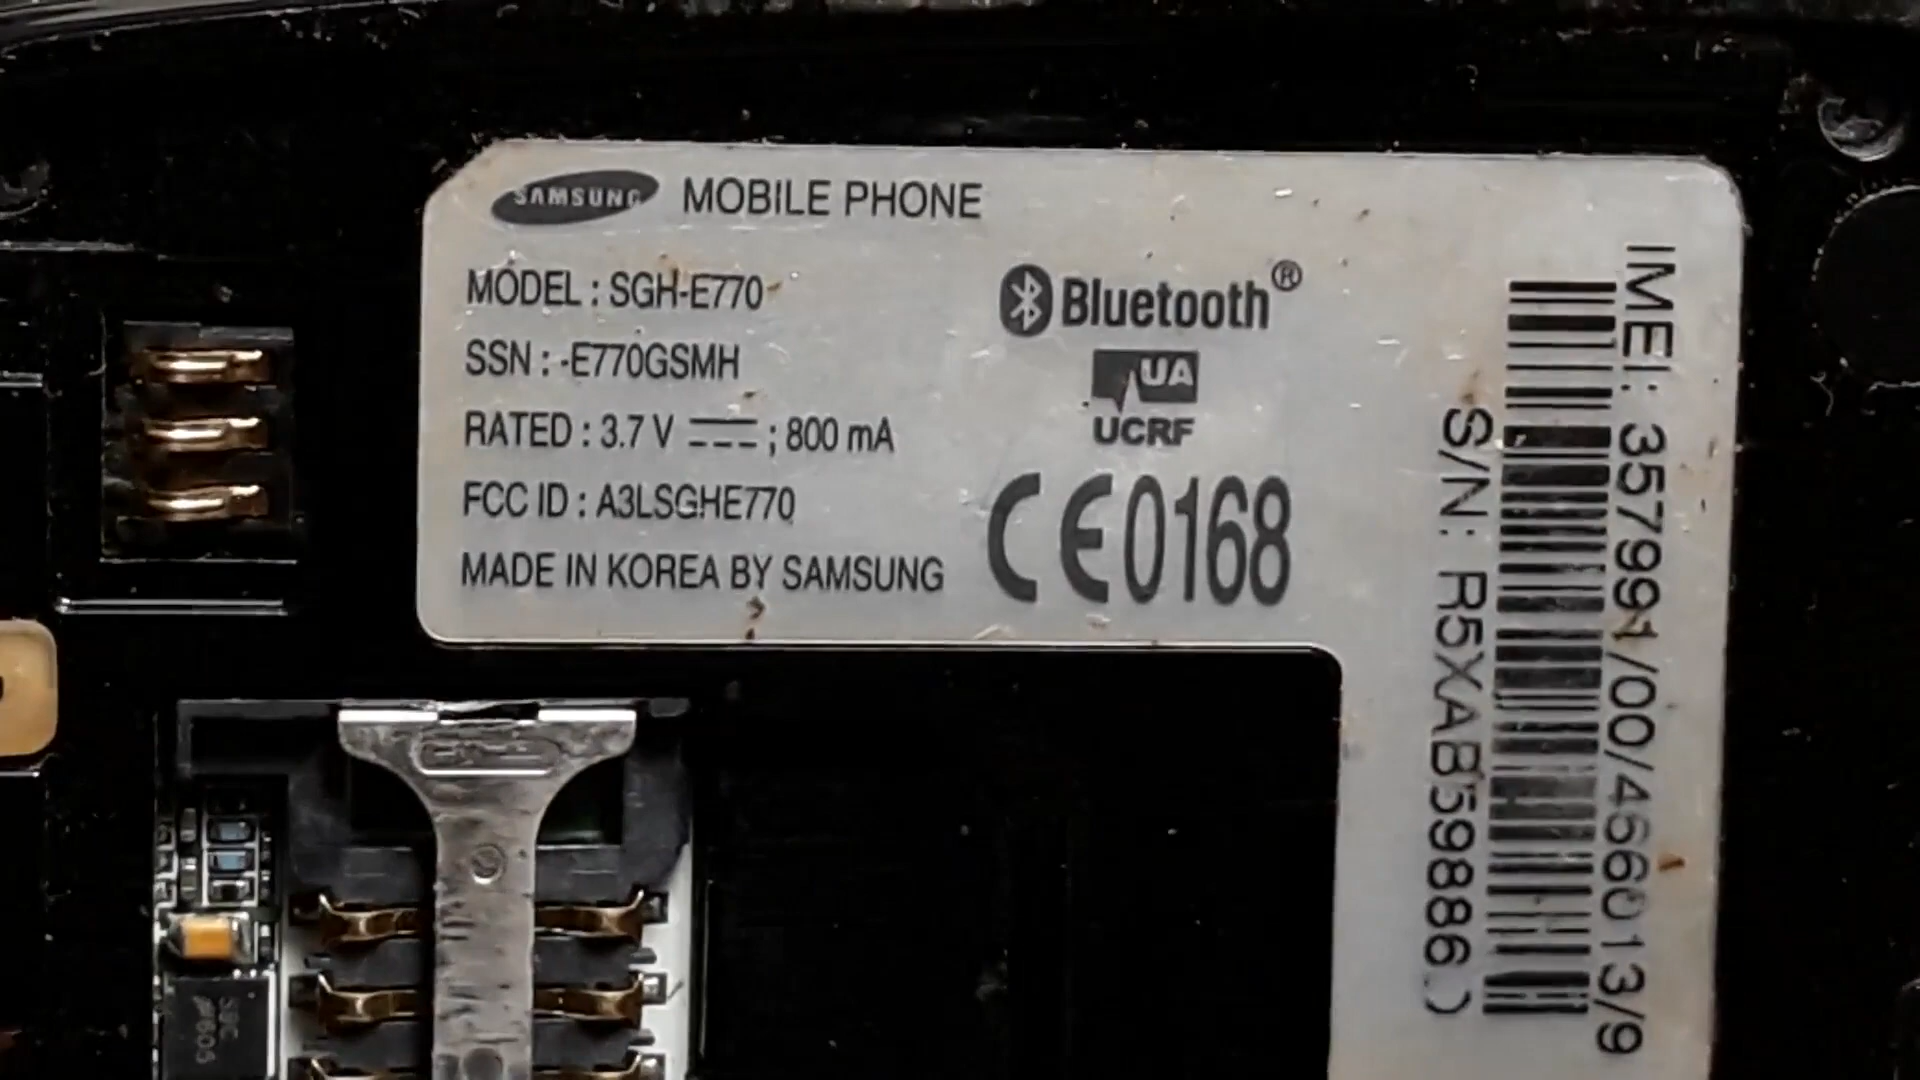 SAMSUNG MOBILE PHONE
MODEL : SGH-E770
SSN : -E770GSMH
RATED : 3.7 V ; 800 mA
FCC ID : A3LSGHE770
MADE IN KOREA BY SAMSUNG
Bluetooth®
UA
UCRF
CE0168
IMEI: 357991/00/466013/9
S/N: R5XAB59886